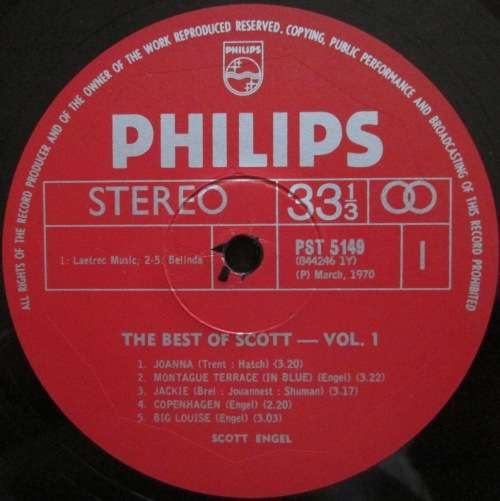 ALL RIGHTS OF THE RECORD PRODUCER AND OF THE OWNER OF THE WORK REPRODUCED RESERVED. COPYING, PUBLIC PERFORMANCE AND BROADCASTING OF THIS RECORD PROHIBITED
PHILIPS
PHILIPS
STEREO 33 1/3
1: Laetrec Music; 2-5: Belinda
PST 5149
(844246 1Y)
(P) March, 1970
1
THE BEST OF SCOTT — VOL. 1
1. JOANNA (Trent : Hatch) (3.20)
2. MONTAGUE TERRACE (IN BLUE) (Engel) (3.22)
3. JACKIE (Brel : Jouannest : Shuman) (3.17)
4. COPENHAGEN (Engel) (2.20)
5. BIG LOUISE (Engel) (3.03)
SCOTT ENGEL